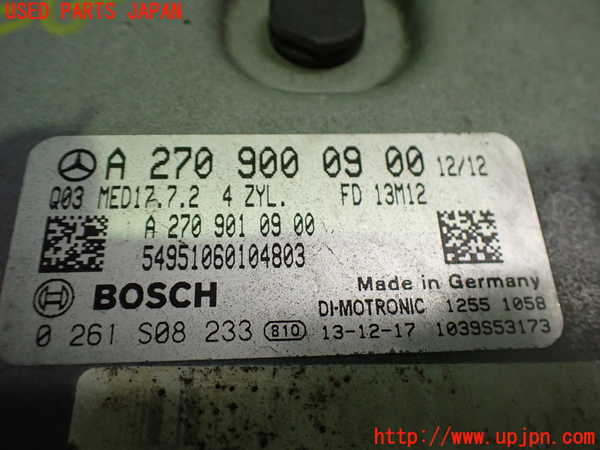 USED PARTS JAPAN
A 270 900 09 00 12/12
Q03 MED17.7.2 4 ZYL. FD 13M12
A 270 901 09 00
54951060104803
Made in Germany
BOSCH DI-MOTRONIC 1255 1058
0 261 S08 233 810 13-12-17 1039S53173
http://www.upjpn.com/